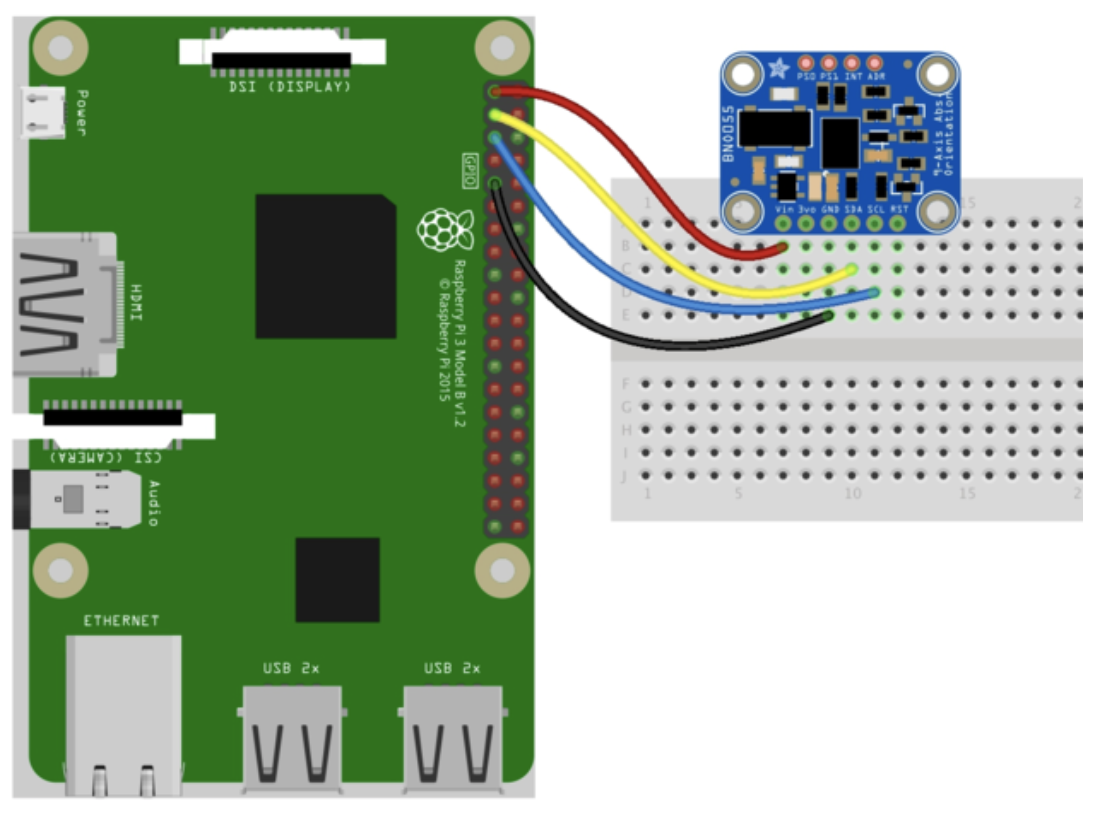 DSI (DISPLAY)
Power
GPIO
HDMI
Raspberry Pi 3 Model B v1.2
© Raspberry Pi 2015
CSI (CAMERA)
Audio
ETHERNET
USB 2x
USB 2x
PS0 PS1 INT ADR
BNO055
9-Axis Abs
Orientation
Vin 3vo GND SDA SCL RST
1 15 2
A
B
C
D
E
F
G
H
I
J
1 5 10 15 2